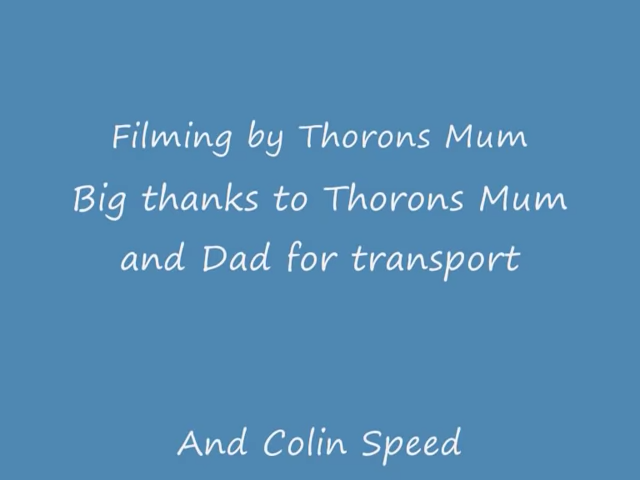 Filming by Thorons Mum
Big thanks to Thorons Mum
and Dad for transport
And Colin Speed